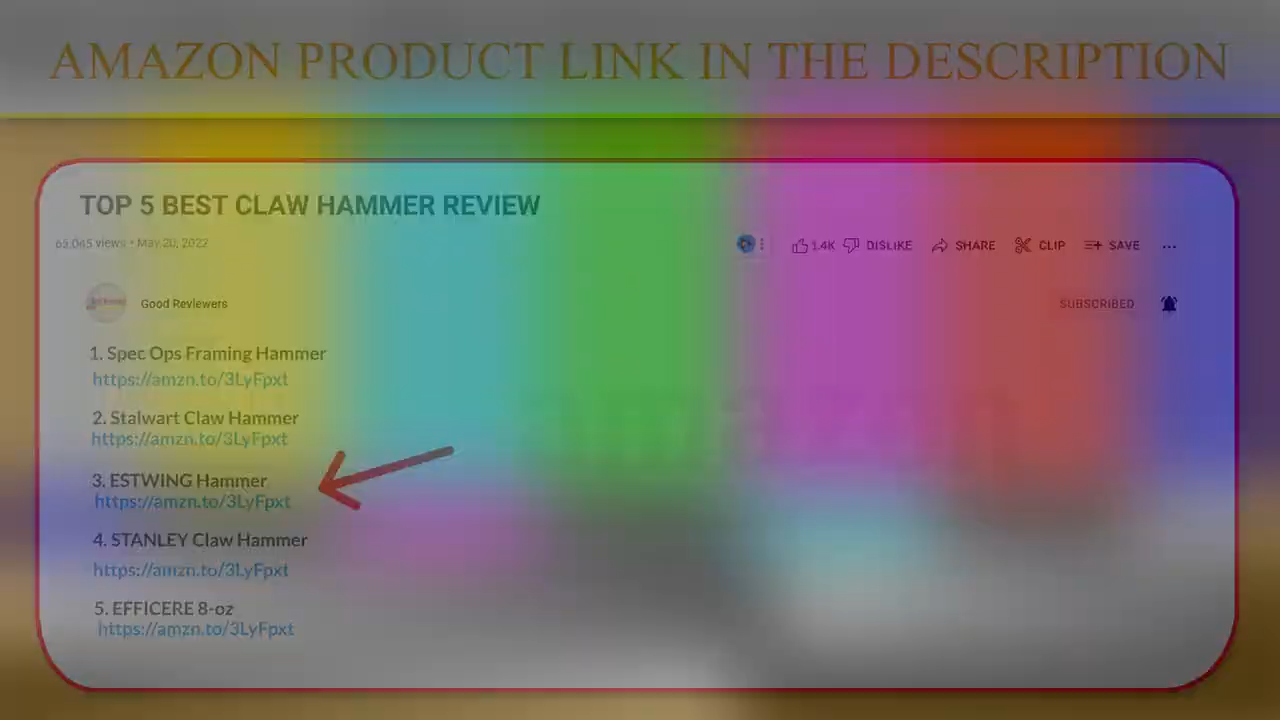 AMAZON PRODUCT LINK IN THE DESCRIPTION
TOP 5 BEST CLAW HAMMER REVIEW
65,045 views • May 20, 2022
1.4K DISLIKE SHARE CLIP SAVE ...
Good Reviewers
SUBSCRIBED
1. Spec Ops Framing Hammer
https://amzn.to/3LyFpxt
2. Stalwart Claw Hammer
https://amzn.to/3LyFpxt
3. ESTWING Hammer
https://amzn.to/3LyFpxt
4. STANLEY Claw Hammer
https://amzn.to/3LyFpxt
5. EFFICERE 8-oz
https://amzn.to/3LyFpxt